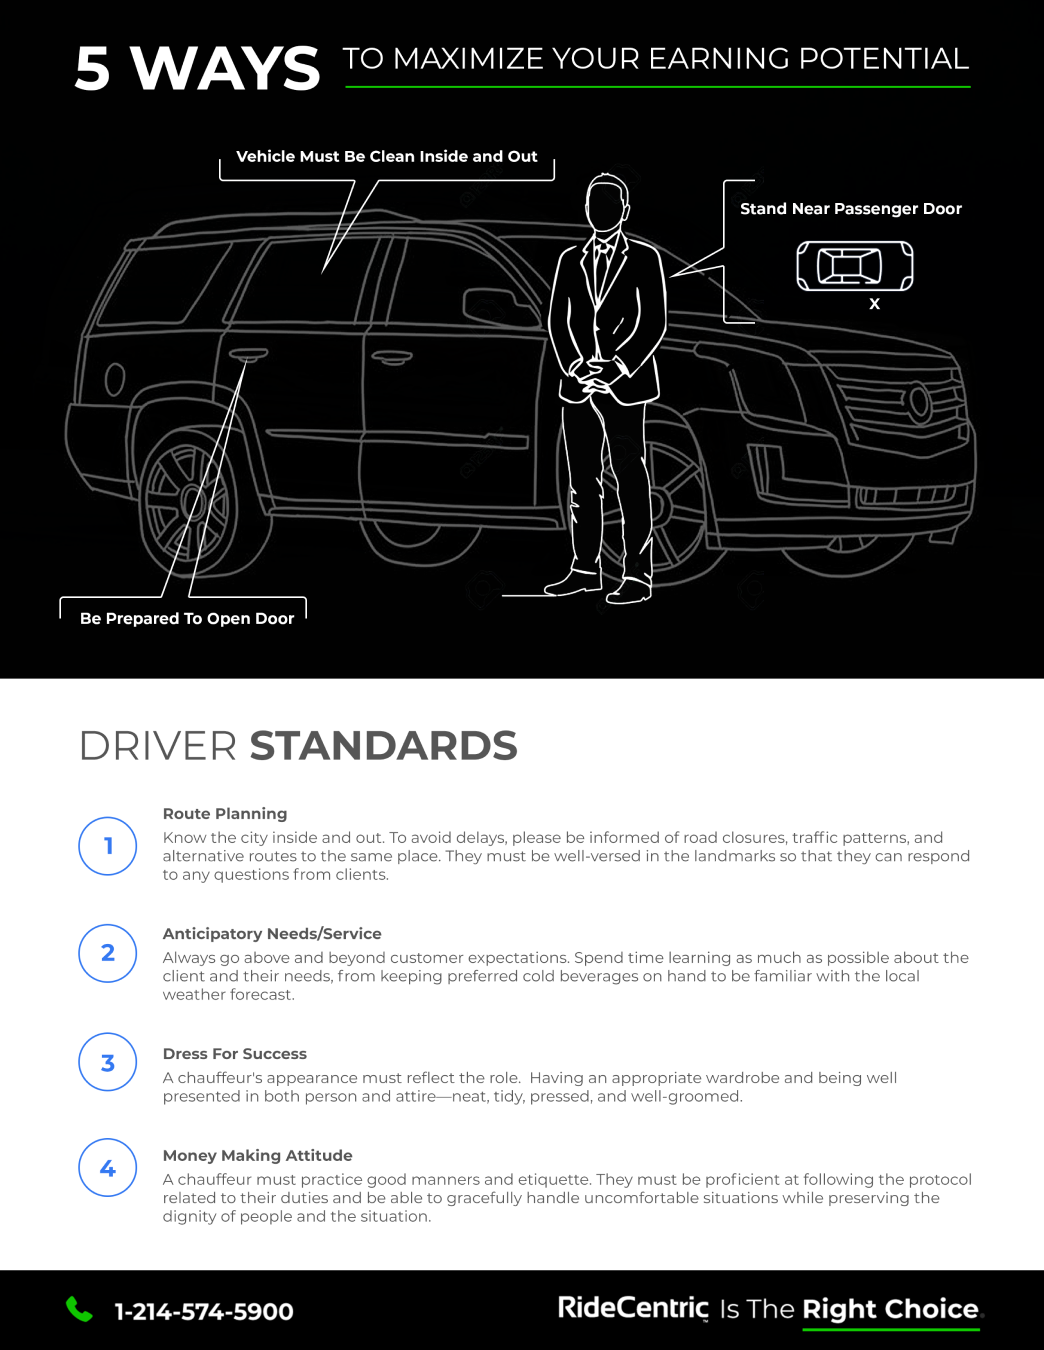 5 WAYS TO MAXIMIZE YOUR EARNING POTENTIAL
Vehicle Must Be Clean Inside and Out
Stand Near Passenger Door
X
Be Prepared To Open Door
DRIVER STANDARDS
1
Route Planning
Know the city inside and out. To avoid delays, please be informed of road closures, traffic patterns, and
alternative routes to the same place. They must be well-versed in the landmarks so that they can respond
to any questions from clients.
2
Anticipatory Needs/Service
Always go above and beyond customer expectations. Spend time learning as much as possible about the
client and their needs, from keeping preferred cold beverages on hand to be familiar with the local
weather forecast.
3
Dress For Success
A chauffeur's appearance must reflect the role.  Having an appropriate wardrobe and being well
presented in both person and attire—neat, tidy, pressed, and well-groomed.
4
Money Making Attitude
A chauffeur must practice good manners and etiquette. They must be proficient at following the protocol
related to their duties and be able to gracefully handle uncomfortable situations while preserving the
dignity of people and the situation.
1-214-574-5900
RideCentric™ Is The Right Choice®